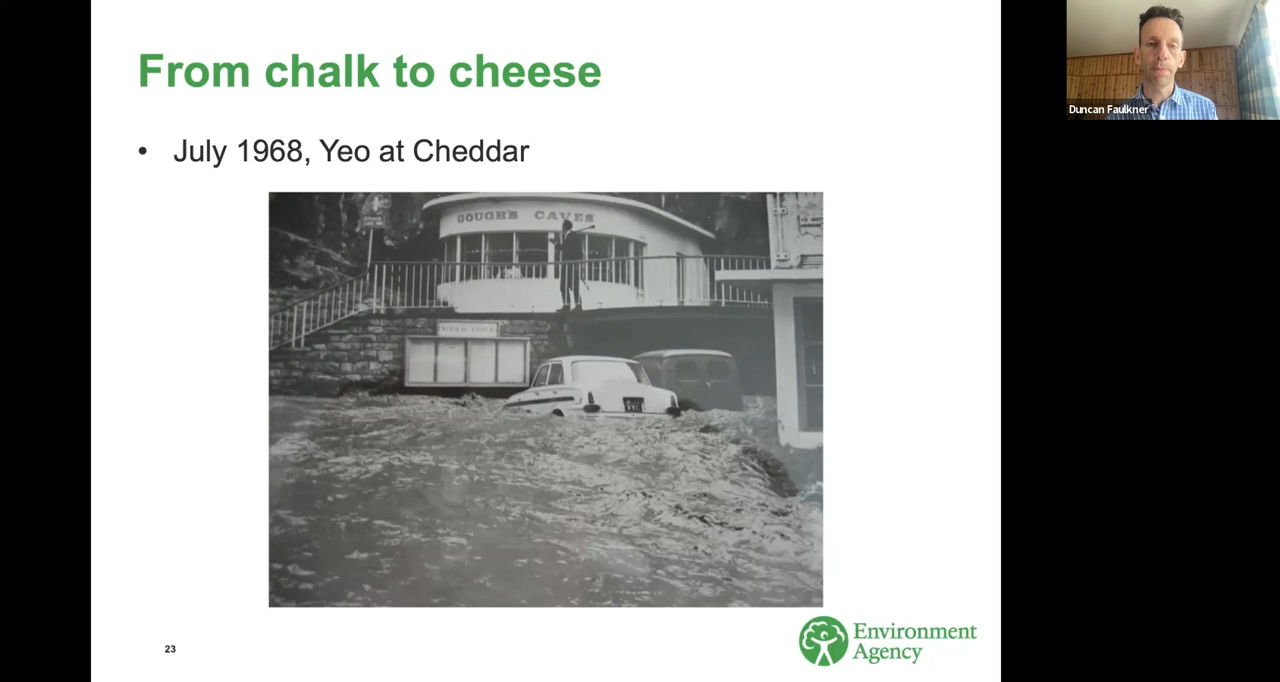 From chalk to cheese
• July 1968, Yeo at Cheddar
GOUGH'S CAVES
23
Environment
Agency
Duncan Faulkner